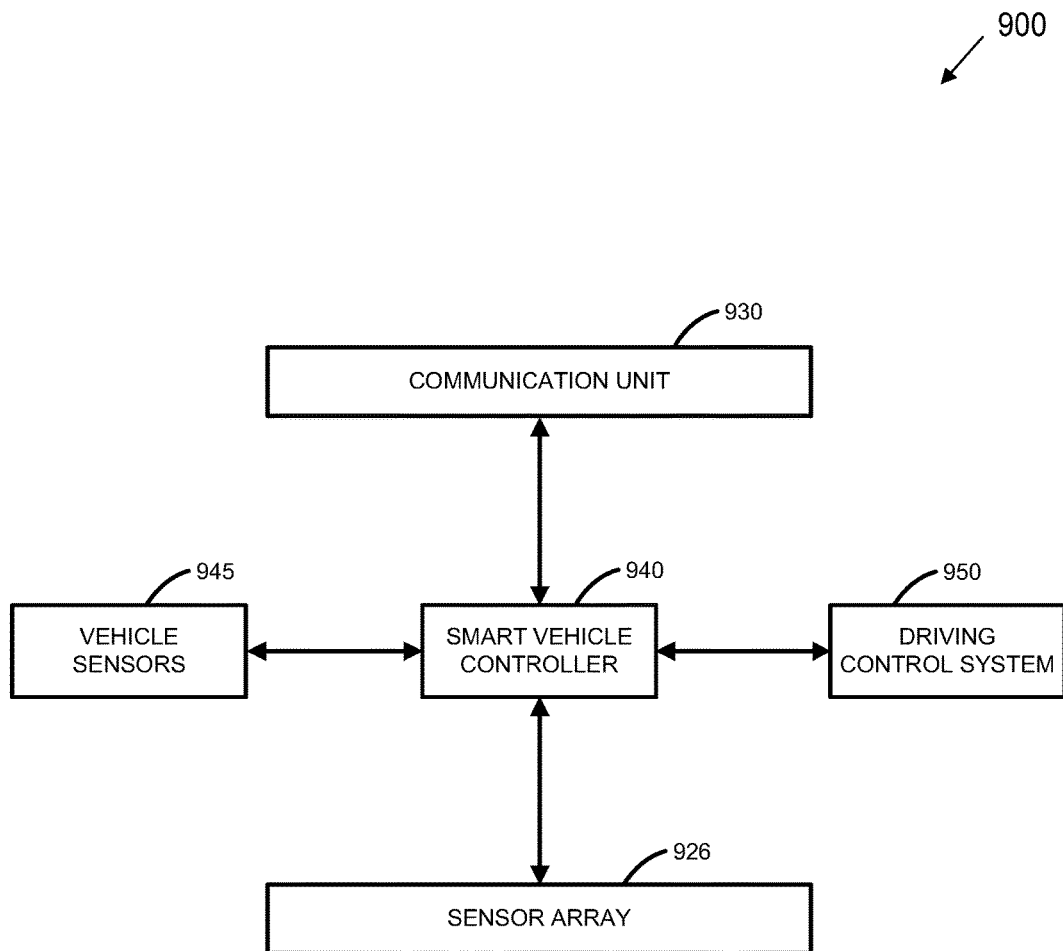 900
930
COMMUNICATION UNIT
945
940
950
VEHICLE
SENSORS
SMART VEHICLE
CONTROLLER
DRIVING
CONTROL SYSTEM
926
SENSOR ARRAY